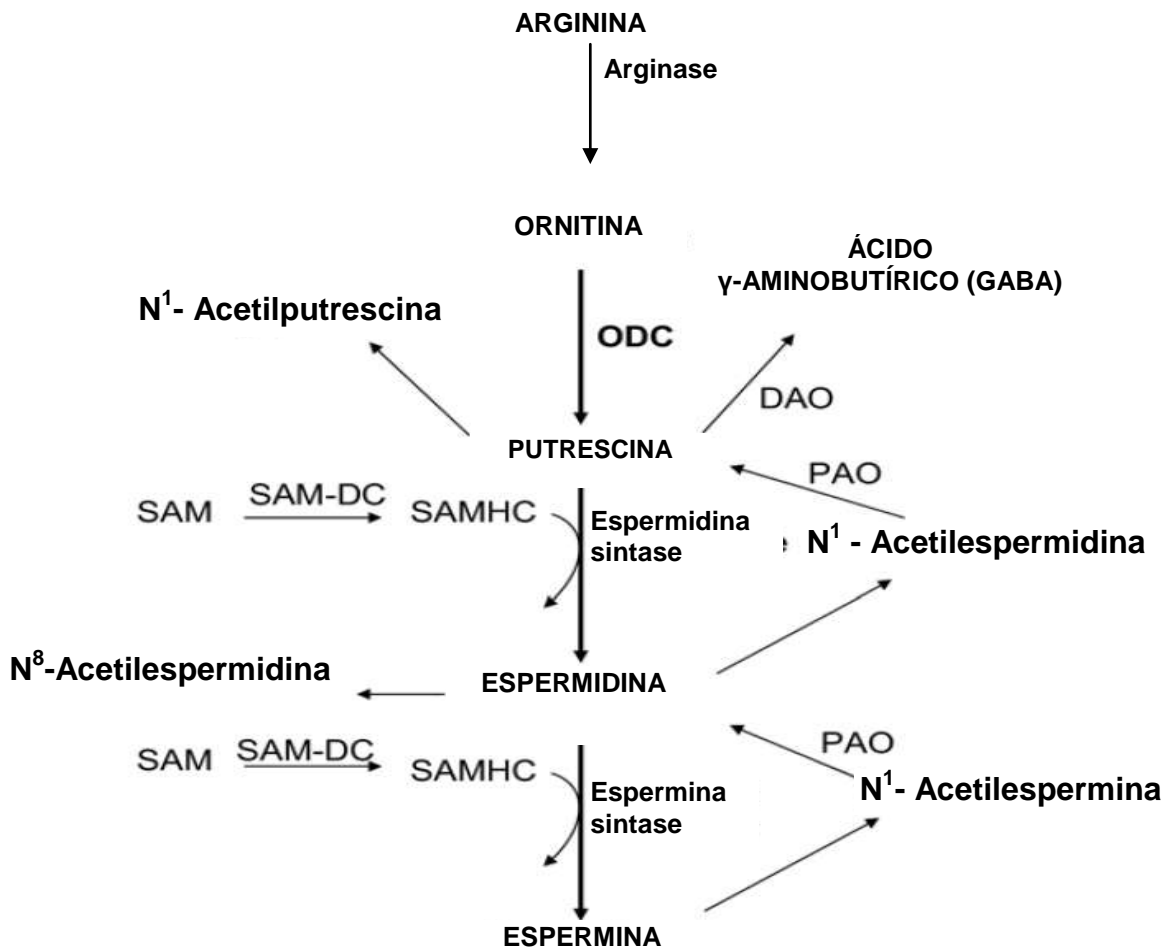 ARGININA
Arginase
ORNITINA
ÁCIDO
γ-AMINOBUTÍRICO (GABA)
N¹- Acetilputrescina
ODC
DAO
PUTRESCINA
PAO
SAM
SAM-DC
SAMHC
Espermidina
sintase
N¹ - Acetilespermidina
N⁸-Acetilespermidina
ESPERMIDINA
SAM
SAM-DC
SAMHC
PAO
Espermina
sintase
N¹- Acetilespermina
ESPERMINA